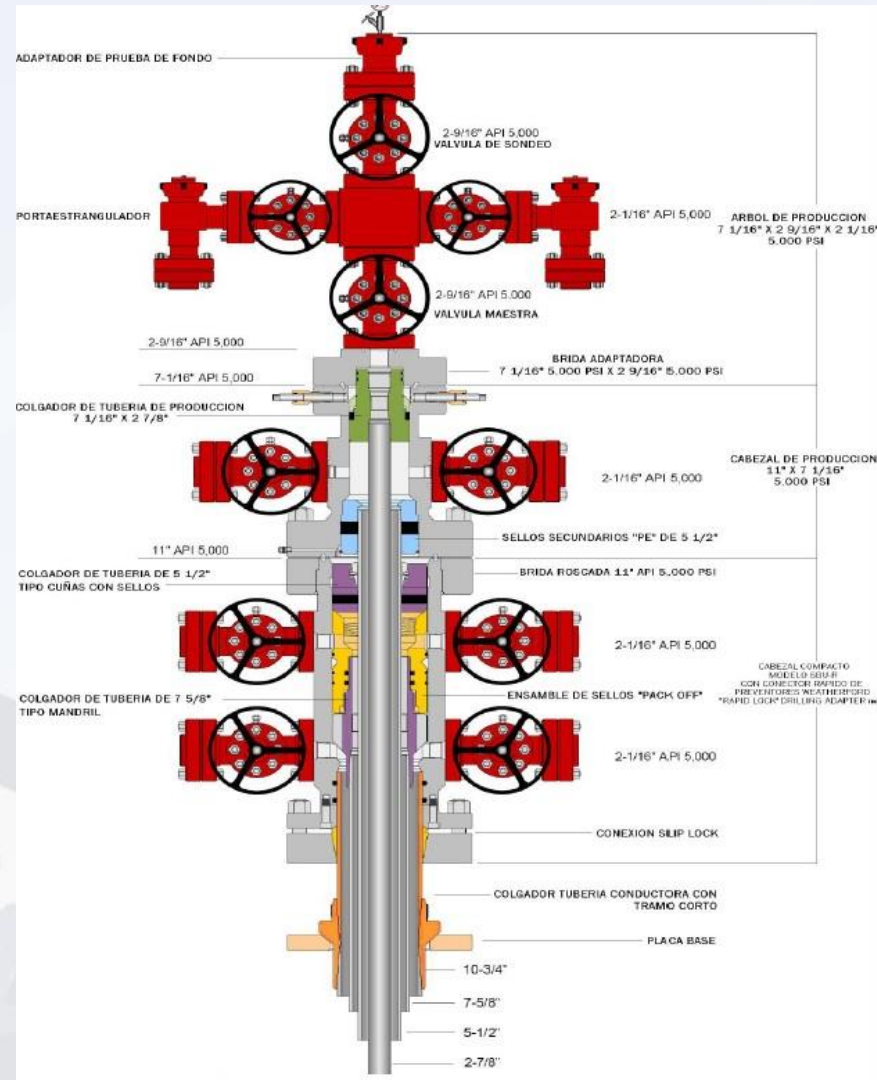 ADAPTADOR DE PRUEBA DE FONDO
2-9/16" API 5,000
VALVULA DE SONDEO
PORTAESTRANGULADOR
2-1/16" API 5,000
ARBOL DE PRODUCCION
7 1/16" X 2 9/16" X 2 1/16"
5.000 PSI
2-9/16" API 5.000
VALVULA MAESTRA
2-9/16" API 5,000
BRIDA ADAPTADORA
7 1/16" 5.000 PSI X 2 9/16" 5.000 PSI
7-1/16" API 5,000
COLGADOR DE TUBERIA DE PRODUCCION
7 1/16" X 2 7/8"
CABEZAL DE PRODUCCION
11" X 7 1/16"
5.000 PSI
2-1/16" API 5,000
SELLOS SECUNDARIOS "PE" DE 5 1/2"
11" API 5,000
COLGADOR DE TUBERIA DE 5 1/2"
TIPO CUÑAS CON SELLOS
BRIDA ROSCADA 11" API 5.000 PSI
2-1/16" API 5,000
CABEZAL COMPACTO
CON CONECTOR RAPIDO DE
PREVENTORES WEATHERFORD
"RAPID LOCK" DRILLING ADAPTER
COLGADOR DE TUBERIA DE 7 5/8"
TIPO MANDRIL
ENSAMBLE DE SELLOS "PACK OFF"
2-1/16" API 5,000
CONEXION SLIP LOCK
COLGADOR TUBERIA CONDUCTORA CON
TRAMO CORTO
PLACA BASE
10-3/4"
7-5/8"
5-1/2"
2-7/8"